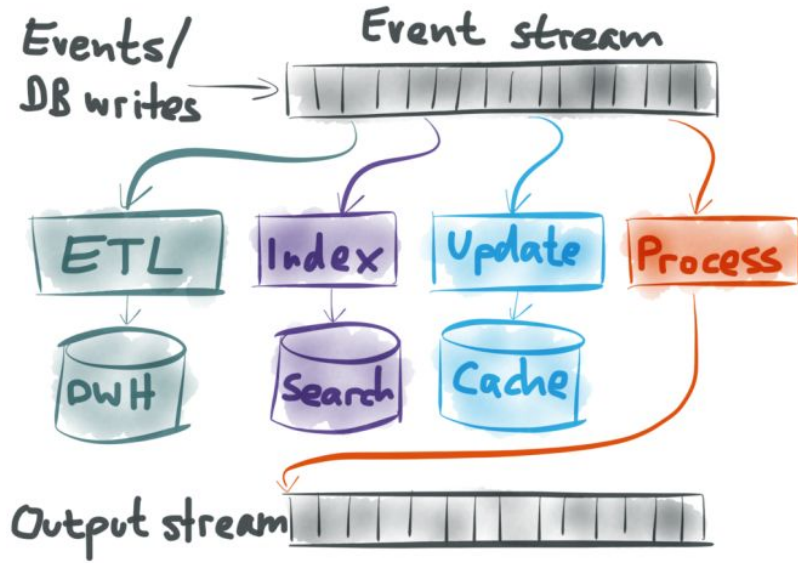 Events/
DB writes
Event stream
ETL
Index
Update
Process
DWH
Search
Cache
Output stream